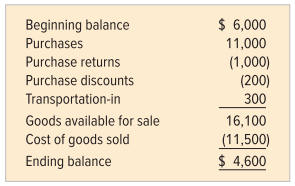 Beginning balance $ 6,000
Purchases 11,000
Purchase returns (1,000)
Purchase discounts (200)
Transportation-in 300
Goods available for sale 16,100
Cost of goods sold (11,500)
Ending balance $ 4,600